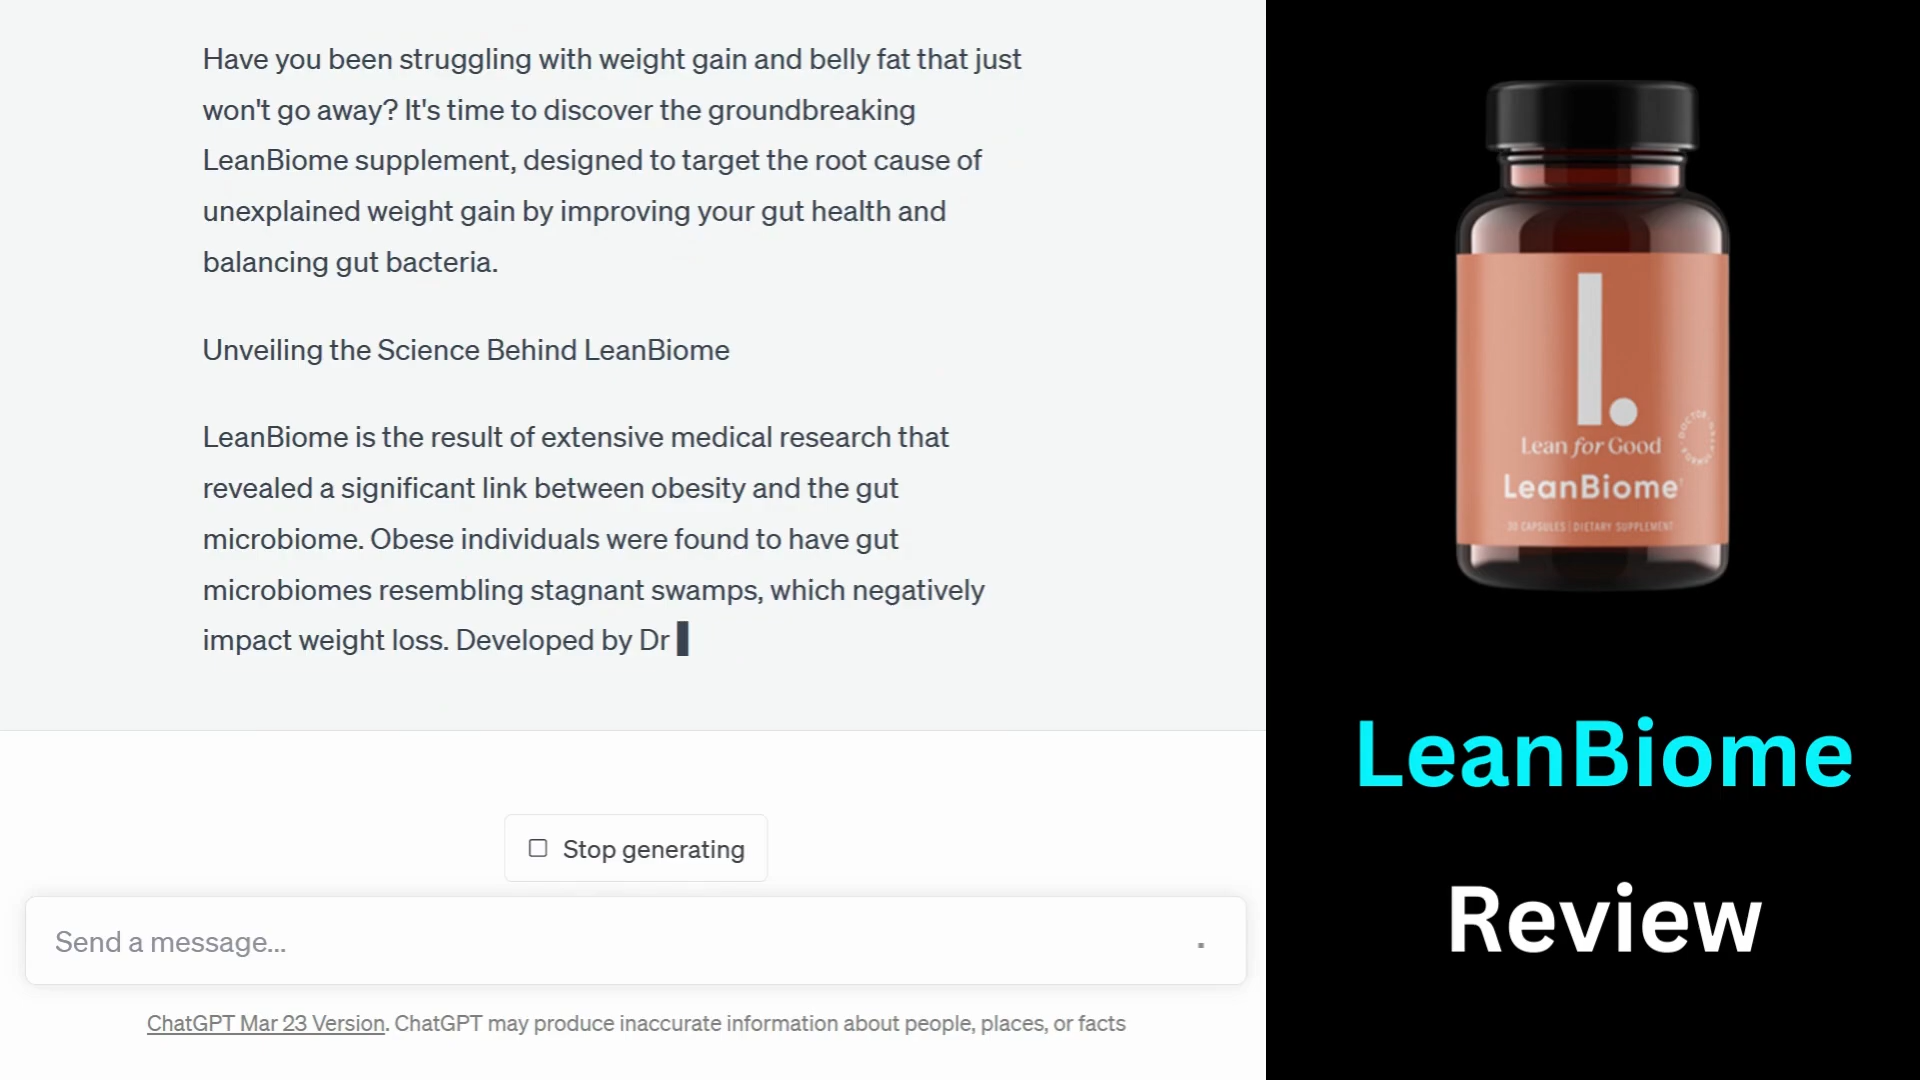 Have you been struggling with weight gain and belly fat that just
won't go away? It's time to discover the groundbreaking
LeanBiome supplement, designed to target the root cause of
unexplained weight gain by improving your gut health and
balancing gut bacteria.
Unveiling the Science Behind LeanBiome
LeanBiome is the result of extensive medical research that
revealed a significant link between obesity and the gut
microbiome. Obese individuals were found to have gut
microbiomes resembling stagnant swamps, which negatively
impact weight loss. Developed by Dr
Stop generating
Send a message...
ChatGPT Mar 23 Version. ChatGPT may produce inaccurate information about people, places, or facts
l.
Lean for Good
DOCTOR
LeanBiome
30 CAPSULES | DIETARY SUPPLEMENT
LeanBiome
Review